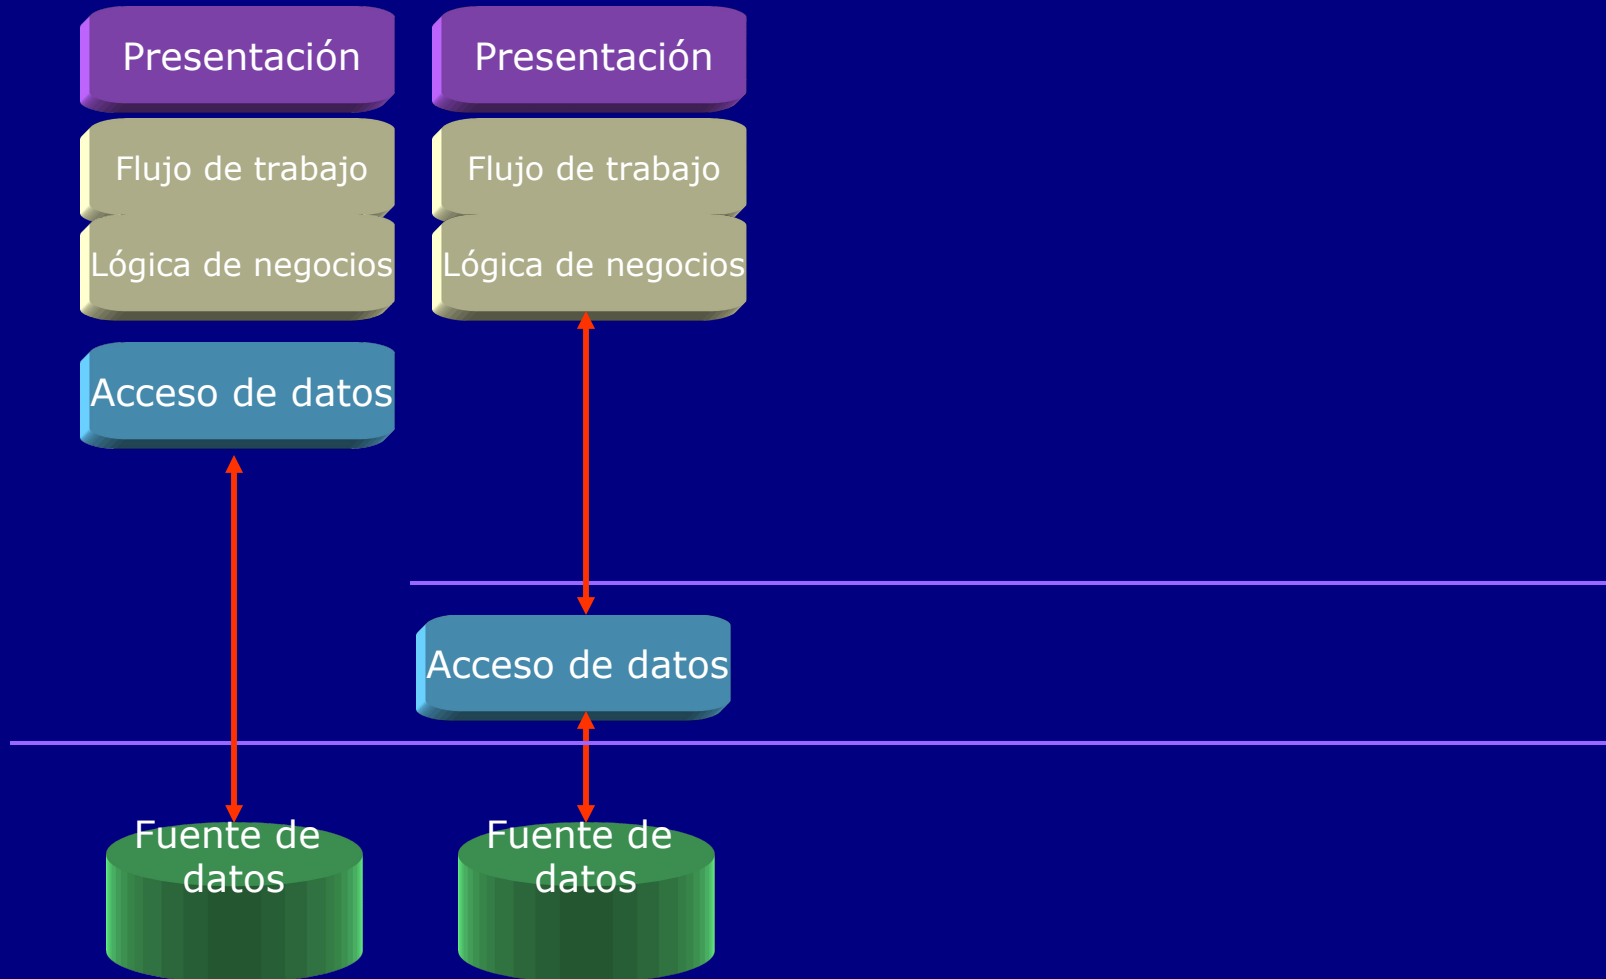 Presentación
Flujo de trabajo
Lógica de negocios
Acceso de datos
Fuente de
datos
Presentación
Flujo de trabajo
Lógica de negocios
Acceso de datos
Fuente de
datos